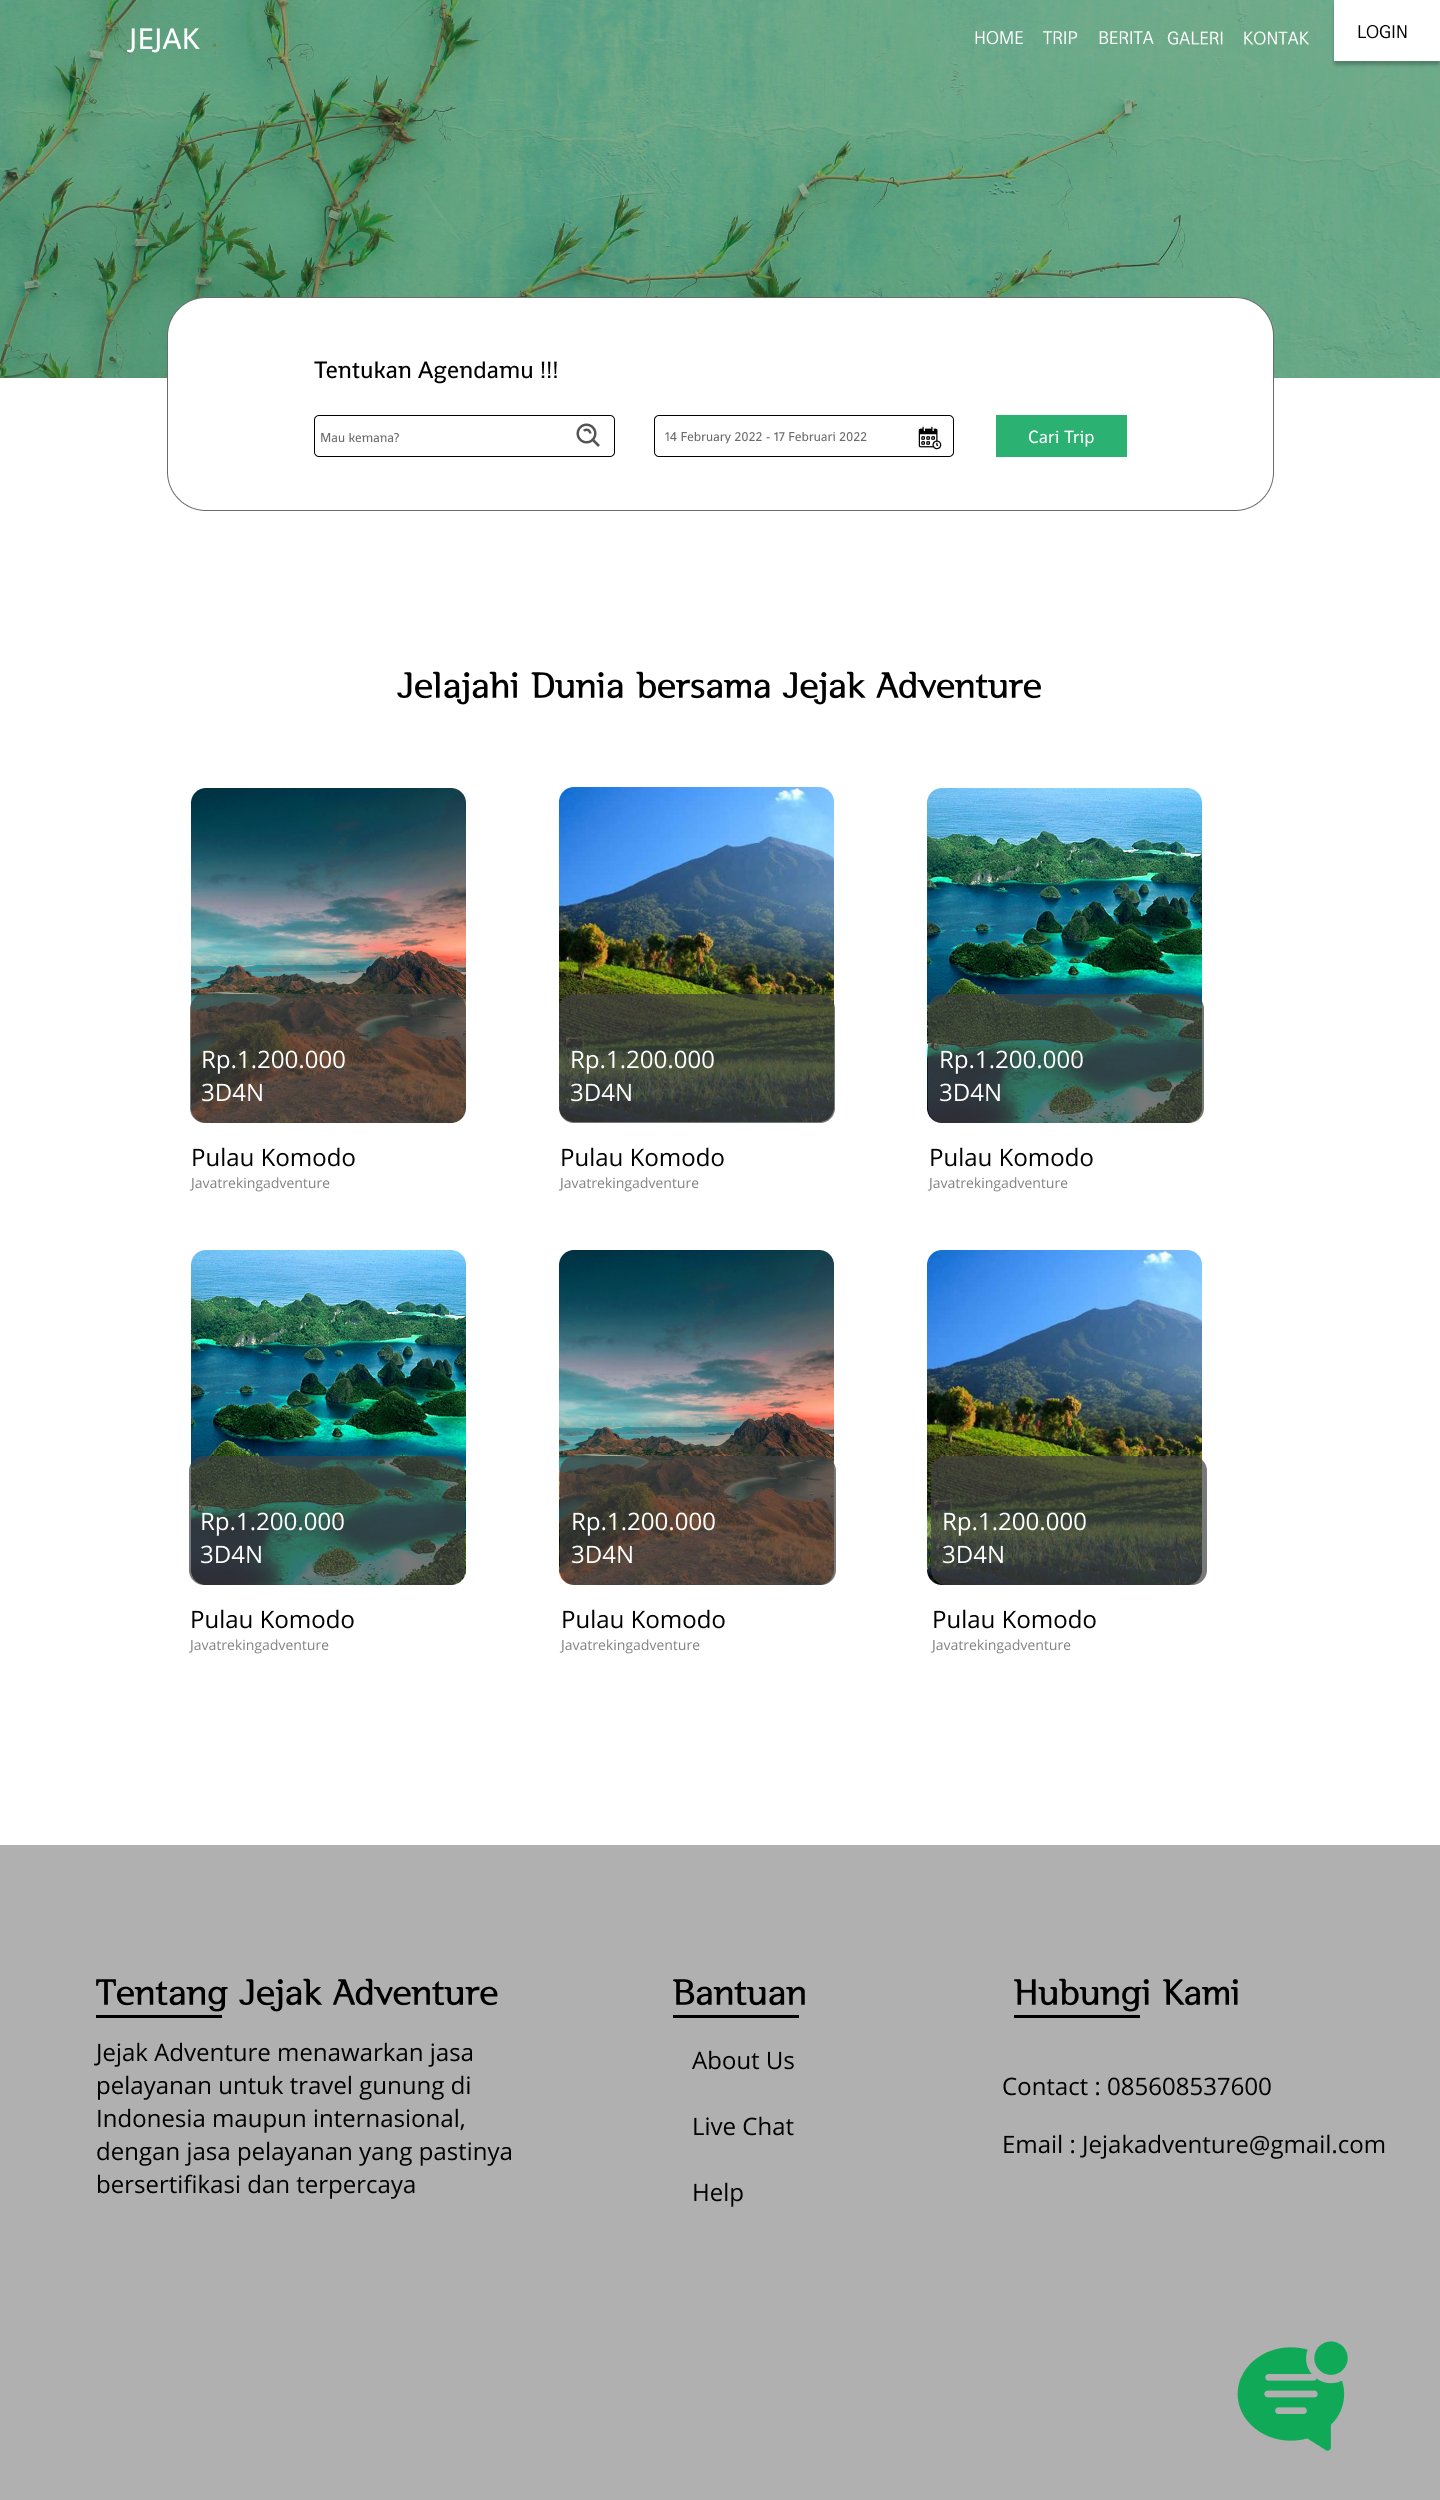 JEJAK
HOME TRIP BERITA GALERI KONTAK LOGIN
Tentukan Agendamu !!!
Mau kemana?
14 February 2022 - 17 Februari 2022
Cari Trip
Jelajahi Dunia bersama Jejak Adventure
Rp.1.200.000
3D4N
Pulau Komodo
Javatrekingadventure
Rp.1.200.000
3D4N
Pulau Komodo
Javatrekingadventure
Rp.1.200.000
3D4N
Pulau Komodo
Javatrekingadventure
Rp.1.200.000
3D4N
Pulau Komodo
Javatrekingadventure
Rp.1.200.000
3D4N
Pulau Komodo
Javatrekingadventure
Rp.1.200.000
3D4N
Pulau Komodo
Javatrekingadventure
Tentang Jejak Adventure
Jejak Adventure menawarkan jasa
pelayanan untuk travel gunung di
Indonesia maupun internasional,
dengan jasa pelayanan yang pastinya
bersertifikasi dan terpercaya
Bantuan
About Us
Live Chat
Help
Hubungi Kami
Contact : 085608537600
Email : Jejakadventure@gmail.com